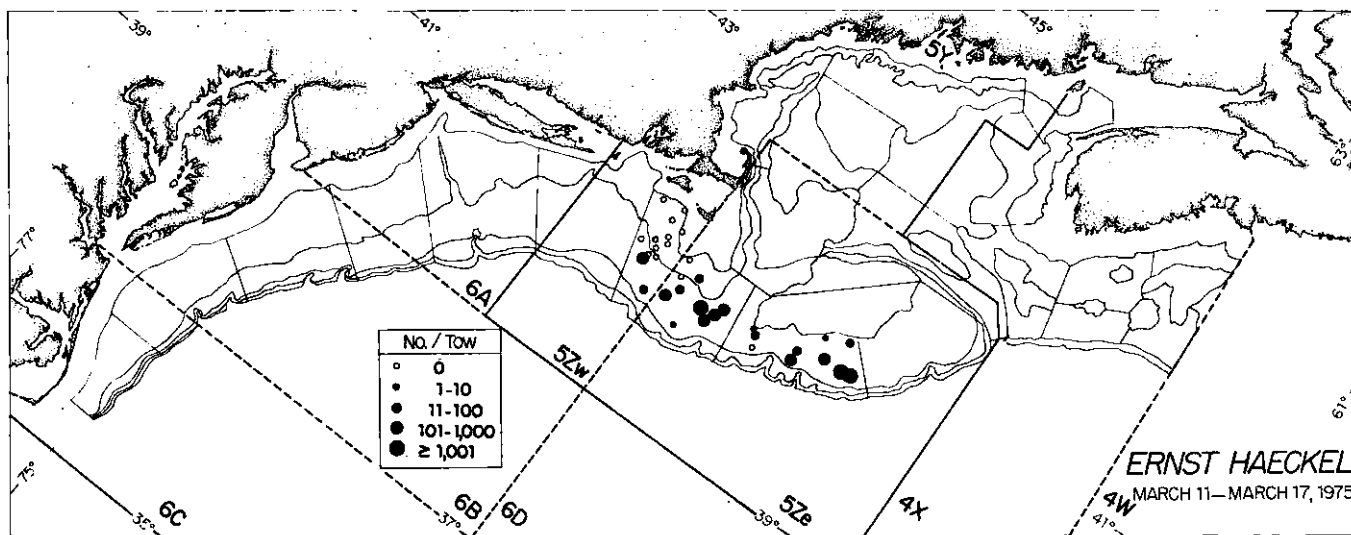 39°
41°
43°
45°
5Y
63°
77°
6A
No. / Tow
0
1-10
11-100
101-1,000
≥ 1,001
5Zw
61°
75°
ERNST HAECKEL
MARCH 11 — MARCH 17, 1975
6C
35°
6B
37°
6D
39°
5Ze
4X
4W
41°